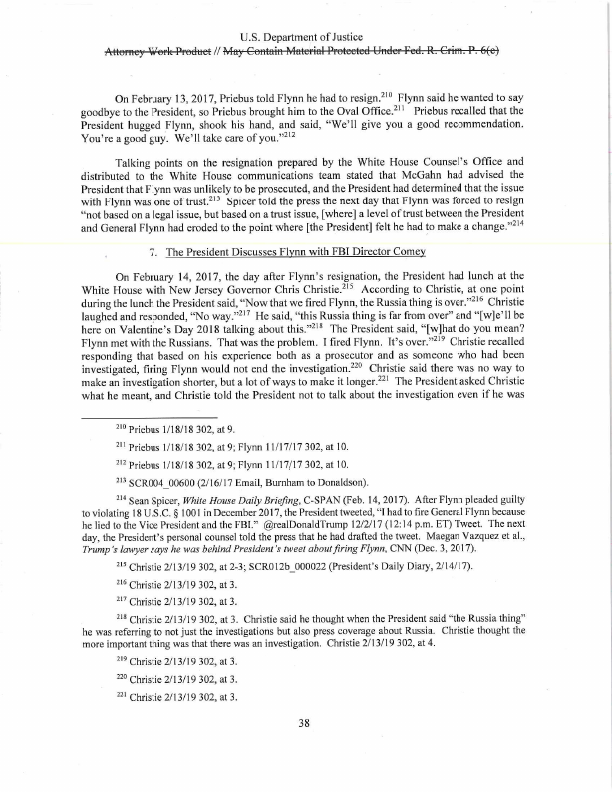 U.S. Department of Justice
Attorney Work Product // May Contain Material Protected Under Fed. R. Crim. P. 6(e)
On February 13, 2017, Priebus told Flynn he had to resign.210 Flynn said he wanted to say
goodbye to the President, so Priebus brought him to the Oval Office.211 Priebus recalled that the
President hugged Flynn, shook his hand, and said, “We’ll give you a good recommendation.
You’re a good guy. We’ll take care of you.”212
Talking points on the resignation prepared by the White House Counsel’s Office and
distributed to the White House communications team stated that McGahn had advised the
President that Flynn was unlikely to be prosecuted, and the President had determined that the issue
with Flynn was one of trust.213 Spicer told the press the next day that Flynn was forced to resign
“not based on a legal issue, but based on a trust issue, [where] a level of trust between the President
and General Flynn had eroded to the point where [the President] felt he had to make a change.”214
7. The President Discusses Flynn with FBI Director Comey
On February 14, 2017, the day after Flynn’s resignation, the President had lunch at the
White House with New Jersey Governor Chris Christie.215 According to Christie, at one point
during the lunch the President said, “Now that we fired Flynn, the Russia thing is over.”216 Christie
laughed and responded, “No way.”217 He said, “this Russia thing is far from over” and “[w]e’ll be
here on Valentine’s Day 2018 talking about this.”218 The President said, “[w]hat do you mean?
Flynn met with the Russians. That was the problem. I fired Flynn. It’s over.”219 Christie recalled
responding that based on his experience both as a prosecutor and as someone who had been
investigated, firing Flynn would not end the investigation.220 Christie said there was no way to
make an investigation shorter, but a lot of ways to make it longer.221 The President asked Christie
what he meant, and Christie told the President not to talk about the investigation even if he was
210 Priebus 1/18/18 302, at 9.
211 Priebus 1/18/18 302, at 9; Flynn 11/17/17 302, at 10.
212 Priebus 1/18/18 302, at 9; Flynn 11/17/17 302, at 10.
213 SCR004_00600 (2/16/17 Email, Burnham to Donaldson).
214 Sean Spicer, White House Daily Briefing, C-SPAN (Feb. 14, 2017). After Flynn pleaded guilty
to violating 18 U.S.C. § 1001 in December 2017, the President tweeted, “I had to fire General Flynn because
he lied to the Vice President and the FBI.” @realDonaldTrump 12/2/17 (12:14 p.m. ET) Tweet. The next
day, the President’s personal counsel told the press that he had drafted the tweet. Maegan Vazquez et al.,
Trump’s lawyer says he was behind President’s tweet about firing Flynn, CNN (Dec. 3, 2017).
215 Christie 2/13/19 302, at 2-3; SCR012b_000022 (President’s Daily Diary, 2/14/17).
216 Christie 2/13/19 302, at 3.
217 Christie 2/13/19 302, at 3.
218 Christie 2/13/19 302, at 3. Christie said he thought when the President said “the Russia thing”
he was referring to not just the investigations but also press coverage about Russia. Christie thought the
more important thing was that there was an investigation. Christie 2/13/19 302, at 4.
219 Christie 2/13/19 302, at 3.
220 Christie 2/13/19 302, at 3.
221 Christie 2/13/19 302, at 3.
38